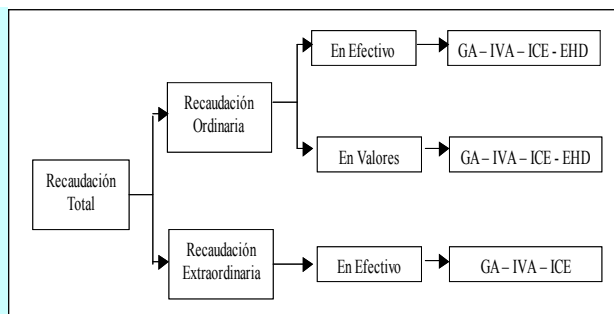 En Efectivo
GA – IVA – ICE - EHD
Recaudación
Ordinaria
En Valores
GA – IVA – ICE - EHD
Recaudación
Total
Recaudación
Extraordinaria
En Efectivo
GA – IVA – ICE